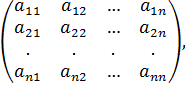 a₁₁ a₁₂ … a₁ₙ
a₂₁ a₂₂ … a₂ₙ
. . . .
aₙ₁ aₙ₂ … aₙₙ ,